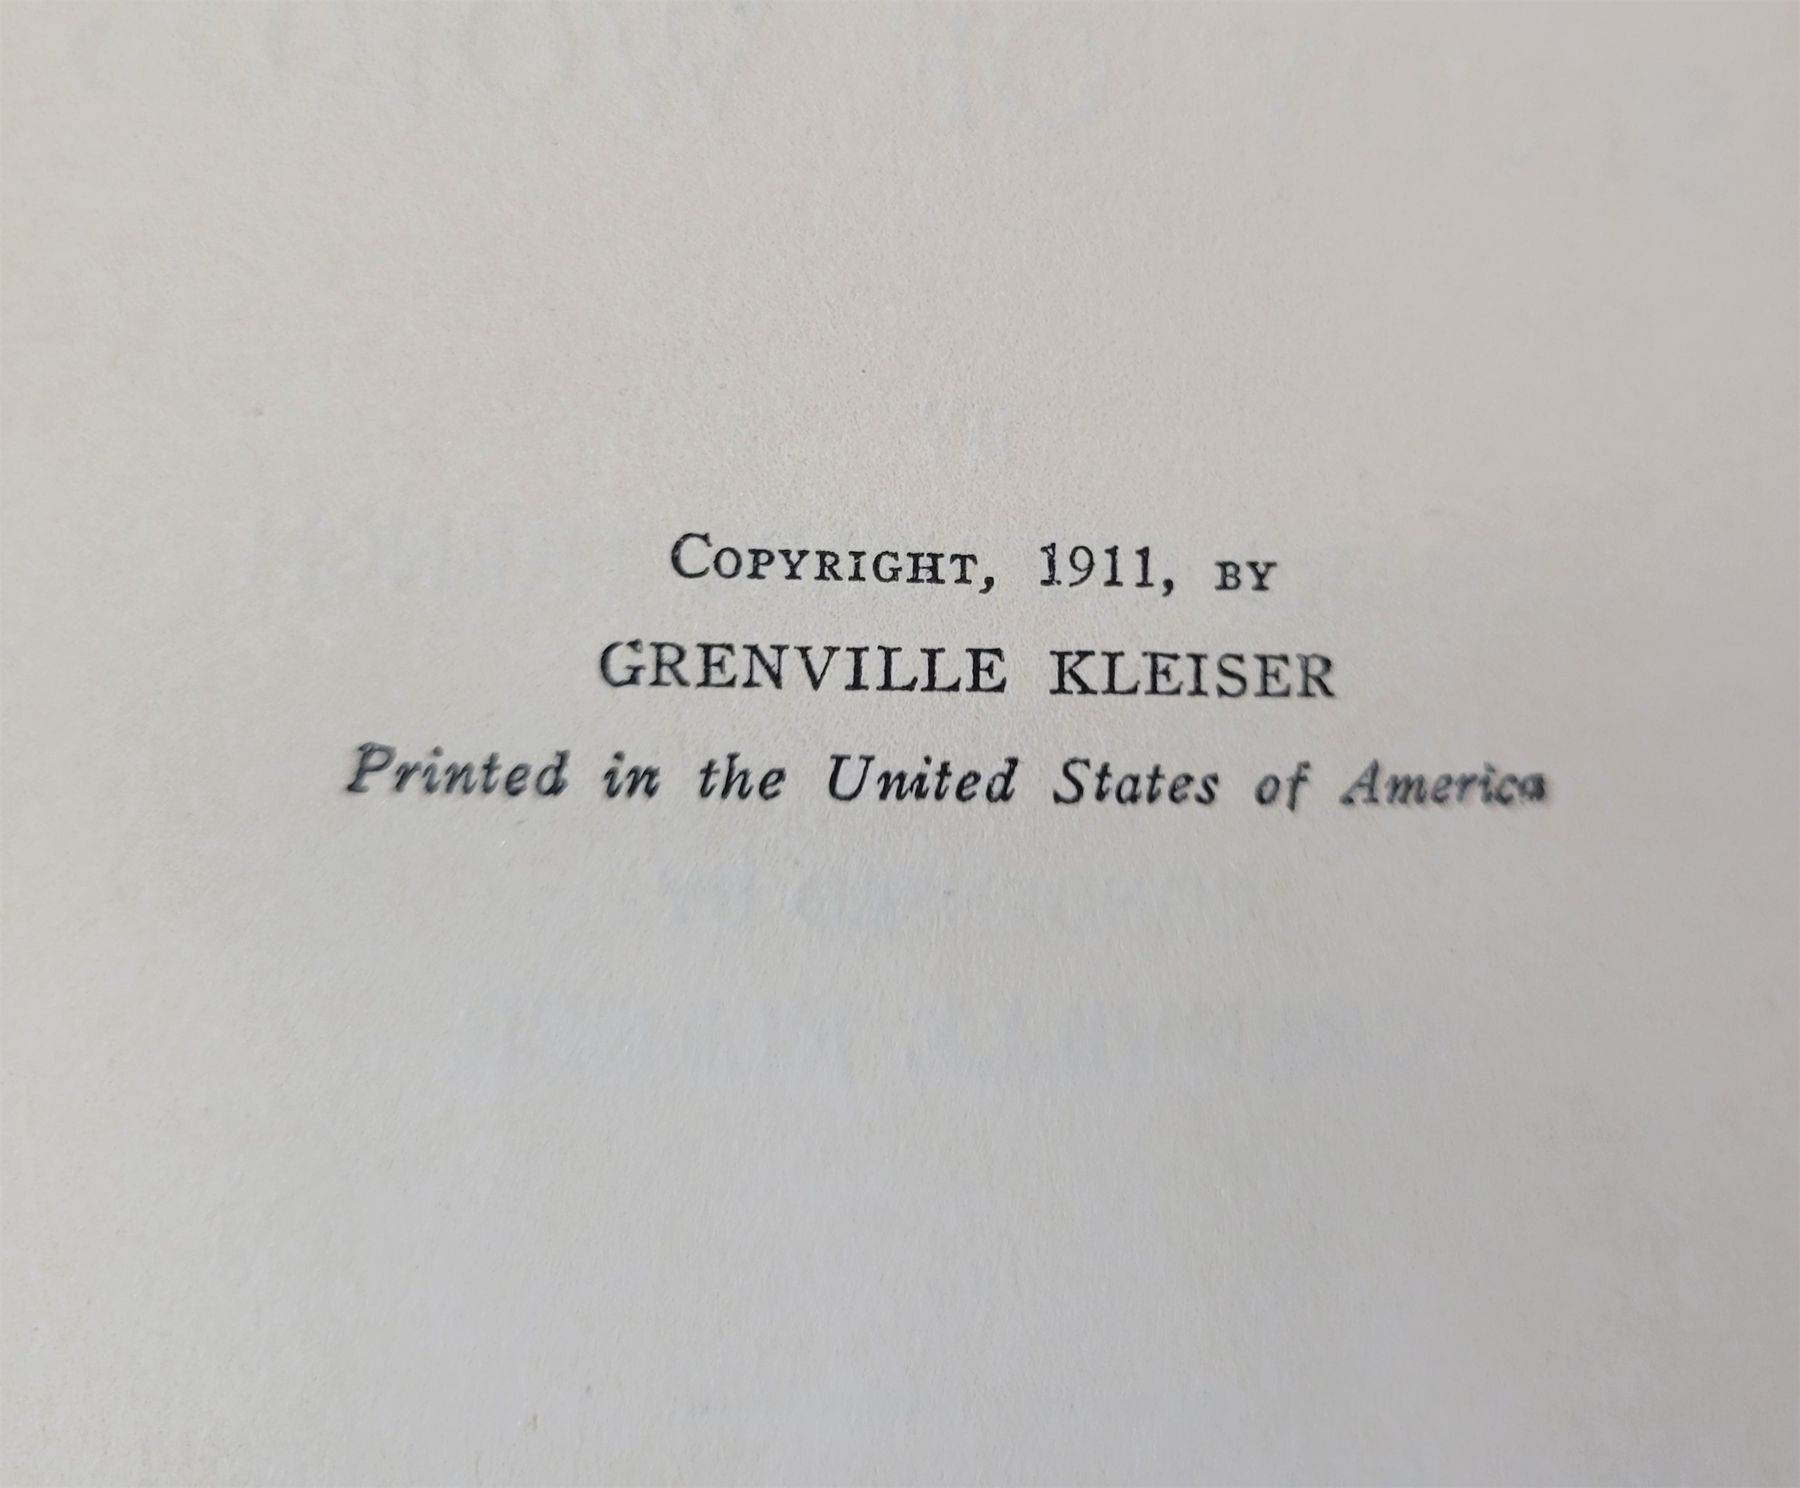 COPYRIGHT, 1911, BY
GRENVILLE KLEISER
Printed in the United States of America